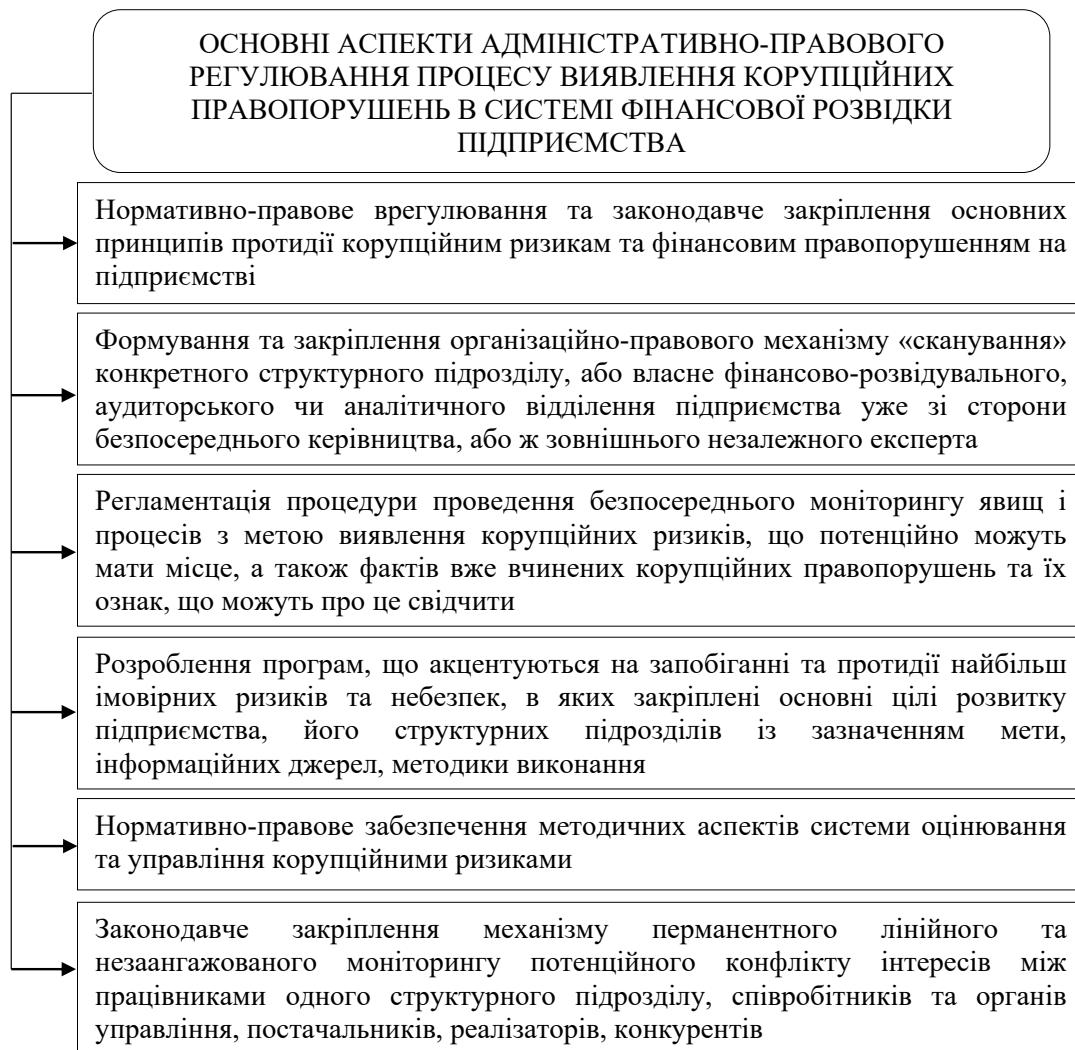 ОСНОВНІ АСПЕКТИ АДМІНІСТРАТИВНО-ПРАВОВОГО
РЕГУЛЮВАННЯ ПРОЦЕСУ ВИЯВЛЕННЯ КОРУПЦІЙНИХ
ПРАВОПОРУШЕНЬ В СИСТЕМІ ФІНАНСОВОЇ РОЗВІДКИ
ПІДПРИЄМСТВА
Нормативно-правове врегулювання та законодавче закріплення основних
принципів протидії корупційним ризикам та фінансовим правопорушенням на
підприємстві
Формування та закріплення організаційно-правового механізму «сканування»
конкретного структурного підрозділу, або власне фінансово-розвідувального,
аудиторського чи аналітичного відділення підприємства уже зі сторони
безпосереднього керівництва, або ж зовнішнього незалежного експерта
Регламентація процедури проведення безпосереднього моніторингу явищ і
процесів з метою виявлення корупційних ризиків, що потенційно можуть
мати місце, а також фактів вже вчинених корупційних правопорушень та їх
ознак, що можуть про це свідчити
Розроблення програм, що акцентуються на запобіганні та протидії найбільш
імовірних ризиків та небезпек, в яких закріплені основні цілі розвитку
підприємства, його структурних підрозділів із зазначенням мети,
інформаційних джерел, методики виконання
Нормативно-правове забезпечення методичних аспектів системи оцінювання
та управління корупційними ризиками
Законодавче закріплення механізму перманентного лінійного та
незаангажованого моніторингу потенційного конфлікту інтересів між
працівниками одного структурного підрозділу, співробітників та органів
управління, постачальників, реалізаторів, конкурентів